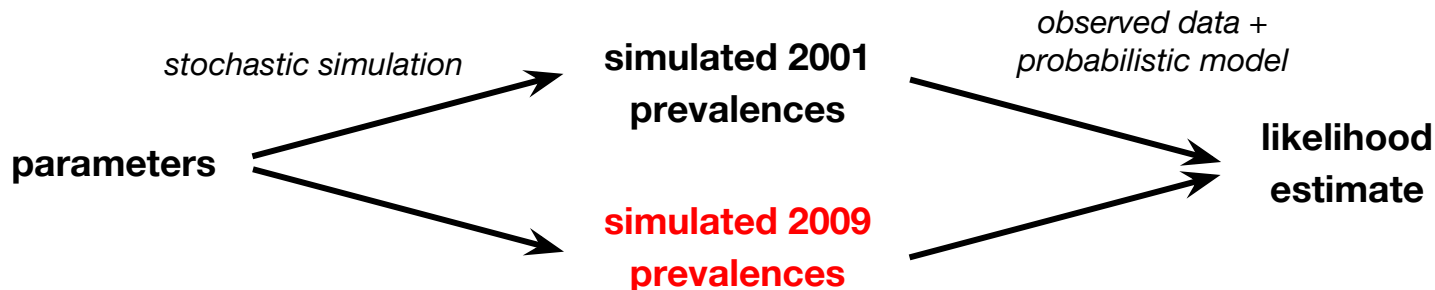 stochastic simulation
observed data +
probabilistic model
parameters
simulated 2001
prevalences
simulated 2009
prevalences
likelihood
estimate